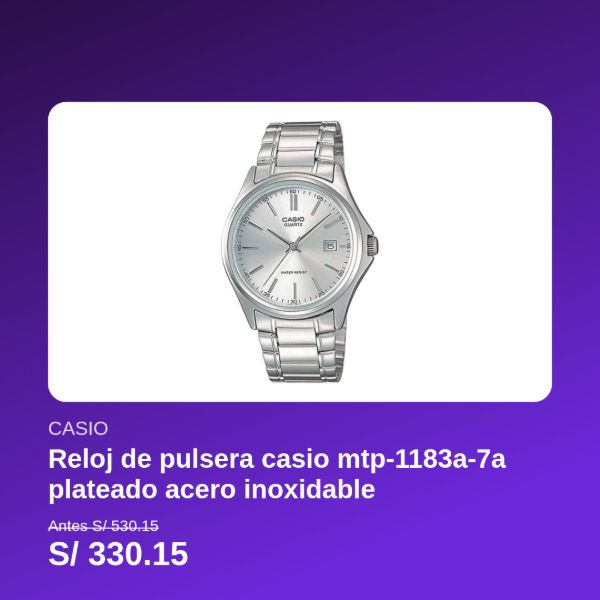 CASIO
QUARTZ
WATER RESIST
CASIO
Reloj de pulsera casio mtp-1183a-7a
plateado acero inoxidable
Antes S/ 530.15
S/ 330.15